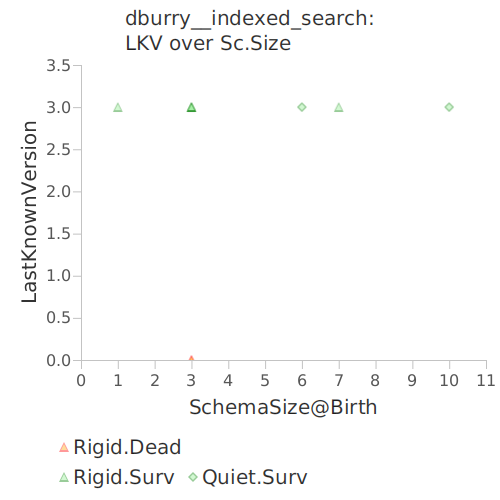 dburry__indexed_search:
LKV over Sc.Size
3.5
3.0
2.5
2.0
1.5
1.0
0.5
0.0
LastKnownVersion
0 1 2 3 4 5 6 7 8 9 10 11
SchemaSize@Birth
Rigid.Dead
Rigid.Surv Quiet.Surv